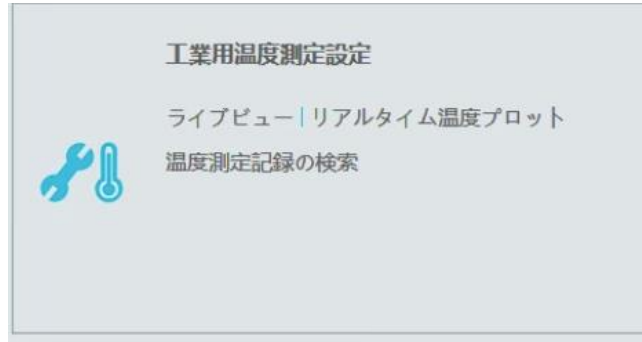 工業用温度測定設定
ライブビュー|リアルタイム温度プロット
温度測定記録の検索